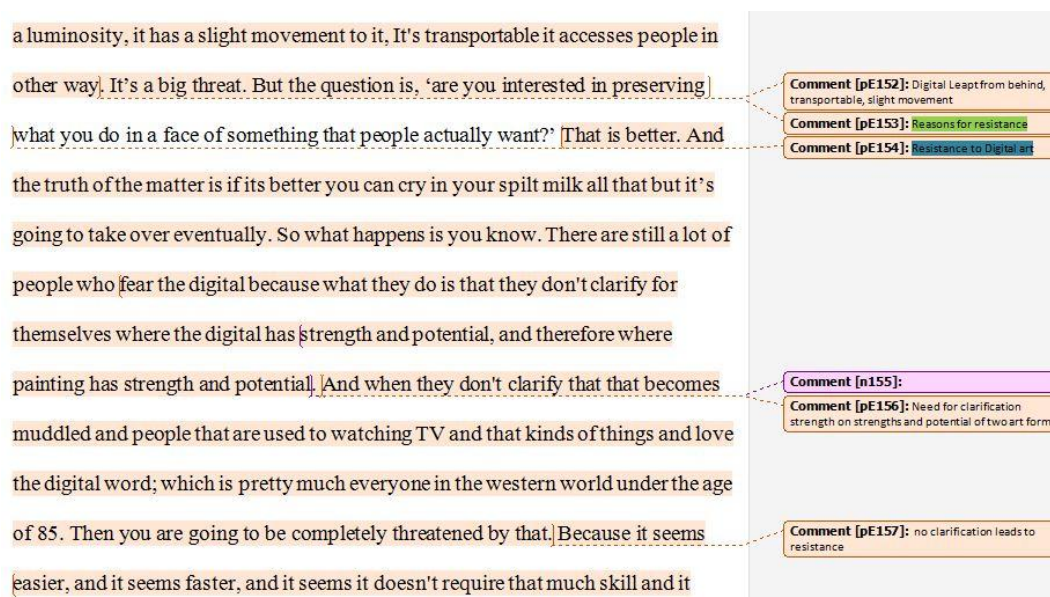 a luminosity, it has a slight movement to it, It's transportable it accesses people in
other way. It's a big threat. But the question is, 'are you interested in preserving
what you do in a face of something that people actually want?' That is better. And
the truth of the matter is if its better you can cry in your spilt milk all that but it's
going to take over eventually. So what happens is you know. There are still a lot of
people who fear the digital because what they do is that they don't clarify for
themselves where the digital has strength and potential, and therefore where
painting has strength and potential. And when they don't clarify that that becomes
muddled and people that are used to watching TV and that kinds of things and love
the digital word; which is pretty much everyone in the western world under the age
of 85. Then you are going to be completely threatened by that. Because it seems
easier, and it seems faster, and it seems it doesn't require that much skill and it
Comment [pE152]: Digital Leapt from behind,
transportable, slight movement
Comment [pE153]: Reasons for resistance
Comment [pE154]: Resistance to Digital art
Comment [n155]:
Comment [pE156]: Need for clarification
strength on strengths and potential of two art form
Comment [pE157]: no clarification leads to
resistance